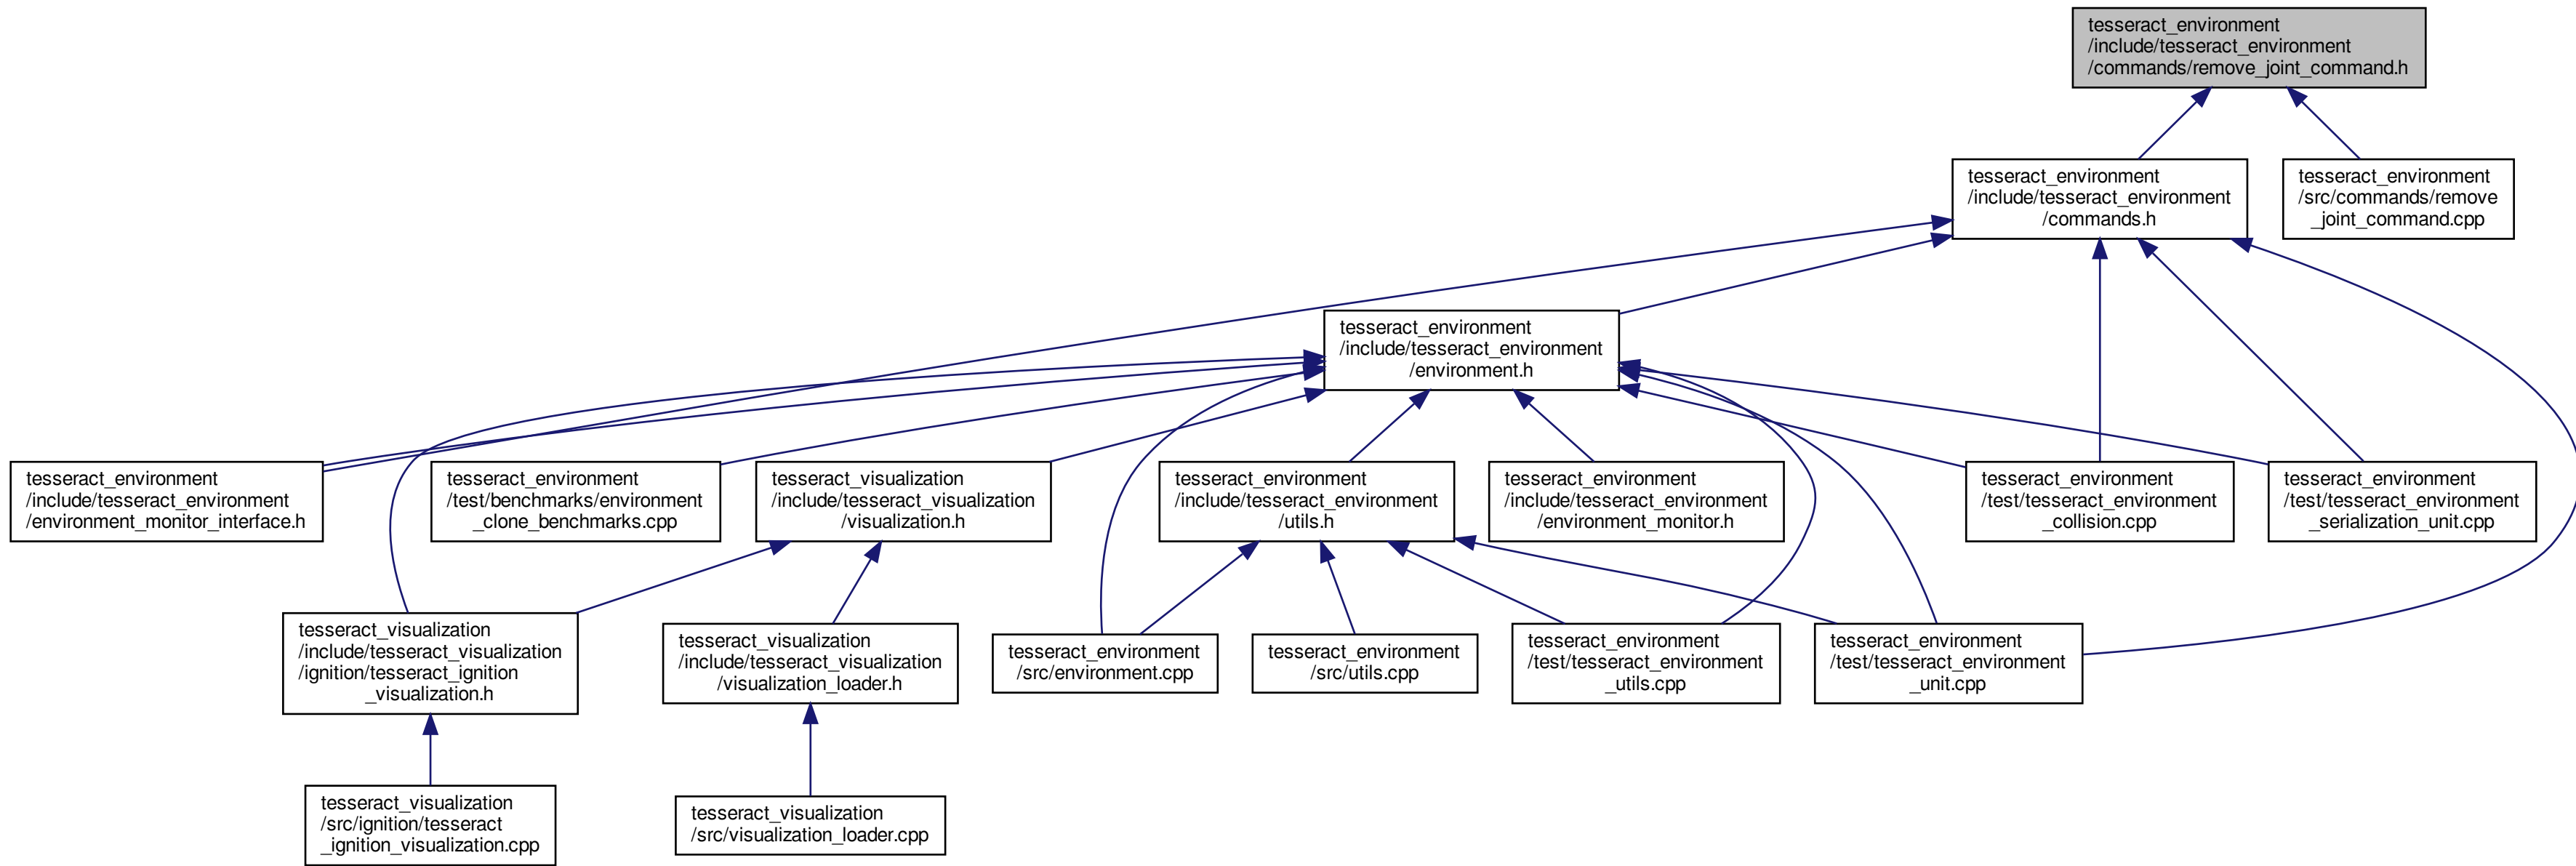 tesseract_environment
/include/tesseract_environment
/commands/remove_joint_command.h
tesseract_environment
/include/tesseract_environment
/commands.h
tesseract_environment
/src/commands/remove
_joint_command.cpp
tesseract_environment
/include/tesseract_environment
/environment.h
tesseract_environment
/include/tesseract_environment
/environment_monitor_interface.h
tesseract_environment
/test/benchmarks/environment
_clone_benchmarks.cpp
tesseract_visualization
/include/tesseract_visualization
/visualization.h
tesseract_environment
/include/tesseract_environment
/utils.h
tesseract_environment
/include/tesseract_environment
/environment_monitor.h
tesseract_environment
/test/tesseract_environment
_collision.cpp
tesseract_environment
/test/tesseract_environment
_serialization_unit.cpp
tesseract_visualization
/include/tesseract_visualization
/ignition/tesseract_ignition
_visualization.h
tesseract_visualization
/include/tesseract_visualization
/visualization_loader.h
tesseract_environment
/src/environment.cpp
tesseract_environment
/src/utils.cpp
tesseract_environment
/test/tesseract_environment
_utils.cpp
tesseract_environment
/test/tesseract_environment
_unit.cpp
tesseract_visualization
/src/ignition/tesseract
_ignition_visualization.cpp
tesseract_visualization
/src/visualization_loader.cpp